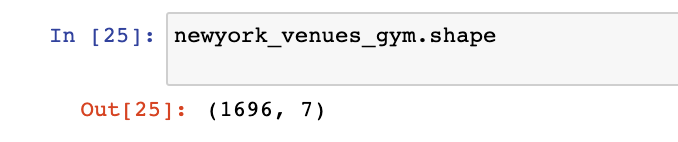 In [25]: newyork_venues_gym.shape
Out[25]: (1696, 7)